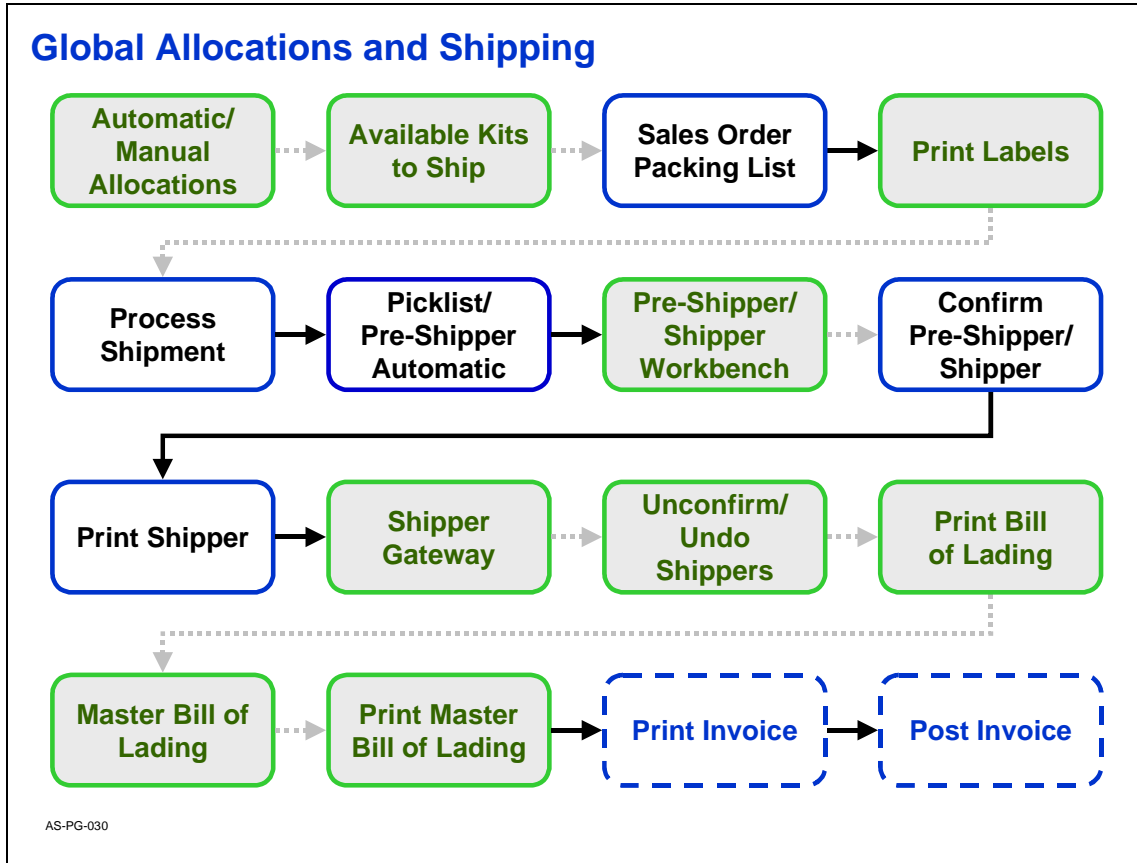 Global Allocations and Shipping
Automatic/
Manual
Allocations
Available Kits
to Ship
Sales Order
Packing List
Print Labels
Process
Shipment
Picklist/
Pre-Shipper
Automatic
Pre-Shipper/
Shipper
Workbench
Confirm
Pre-Shipper/
Shipper
Print Shipper
Shipper
Gateway
Unconfirm/
Undo
Shippers
Print Bill
of Lading
Master Bill of
Lading
Print Master
Bill of Lading
Print Invoice
Post Invoice
AS-PG-030